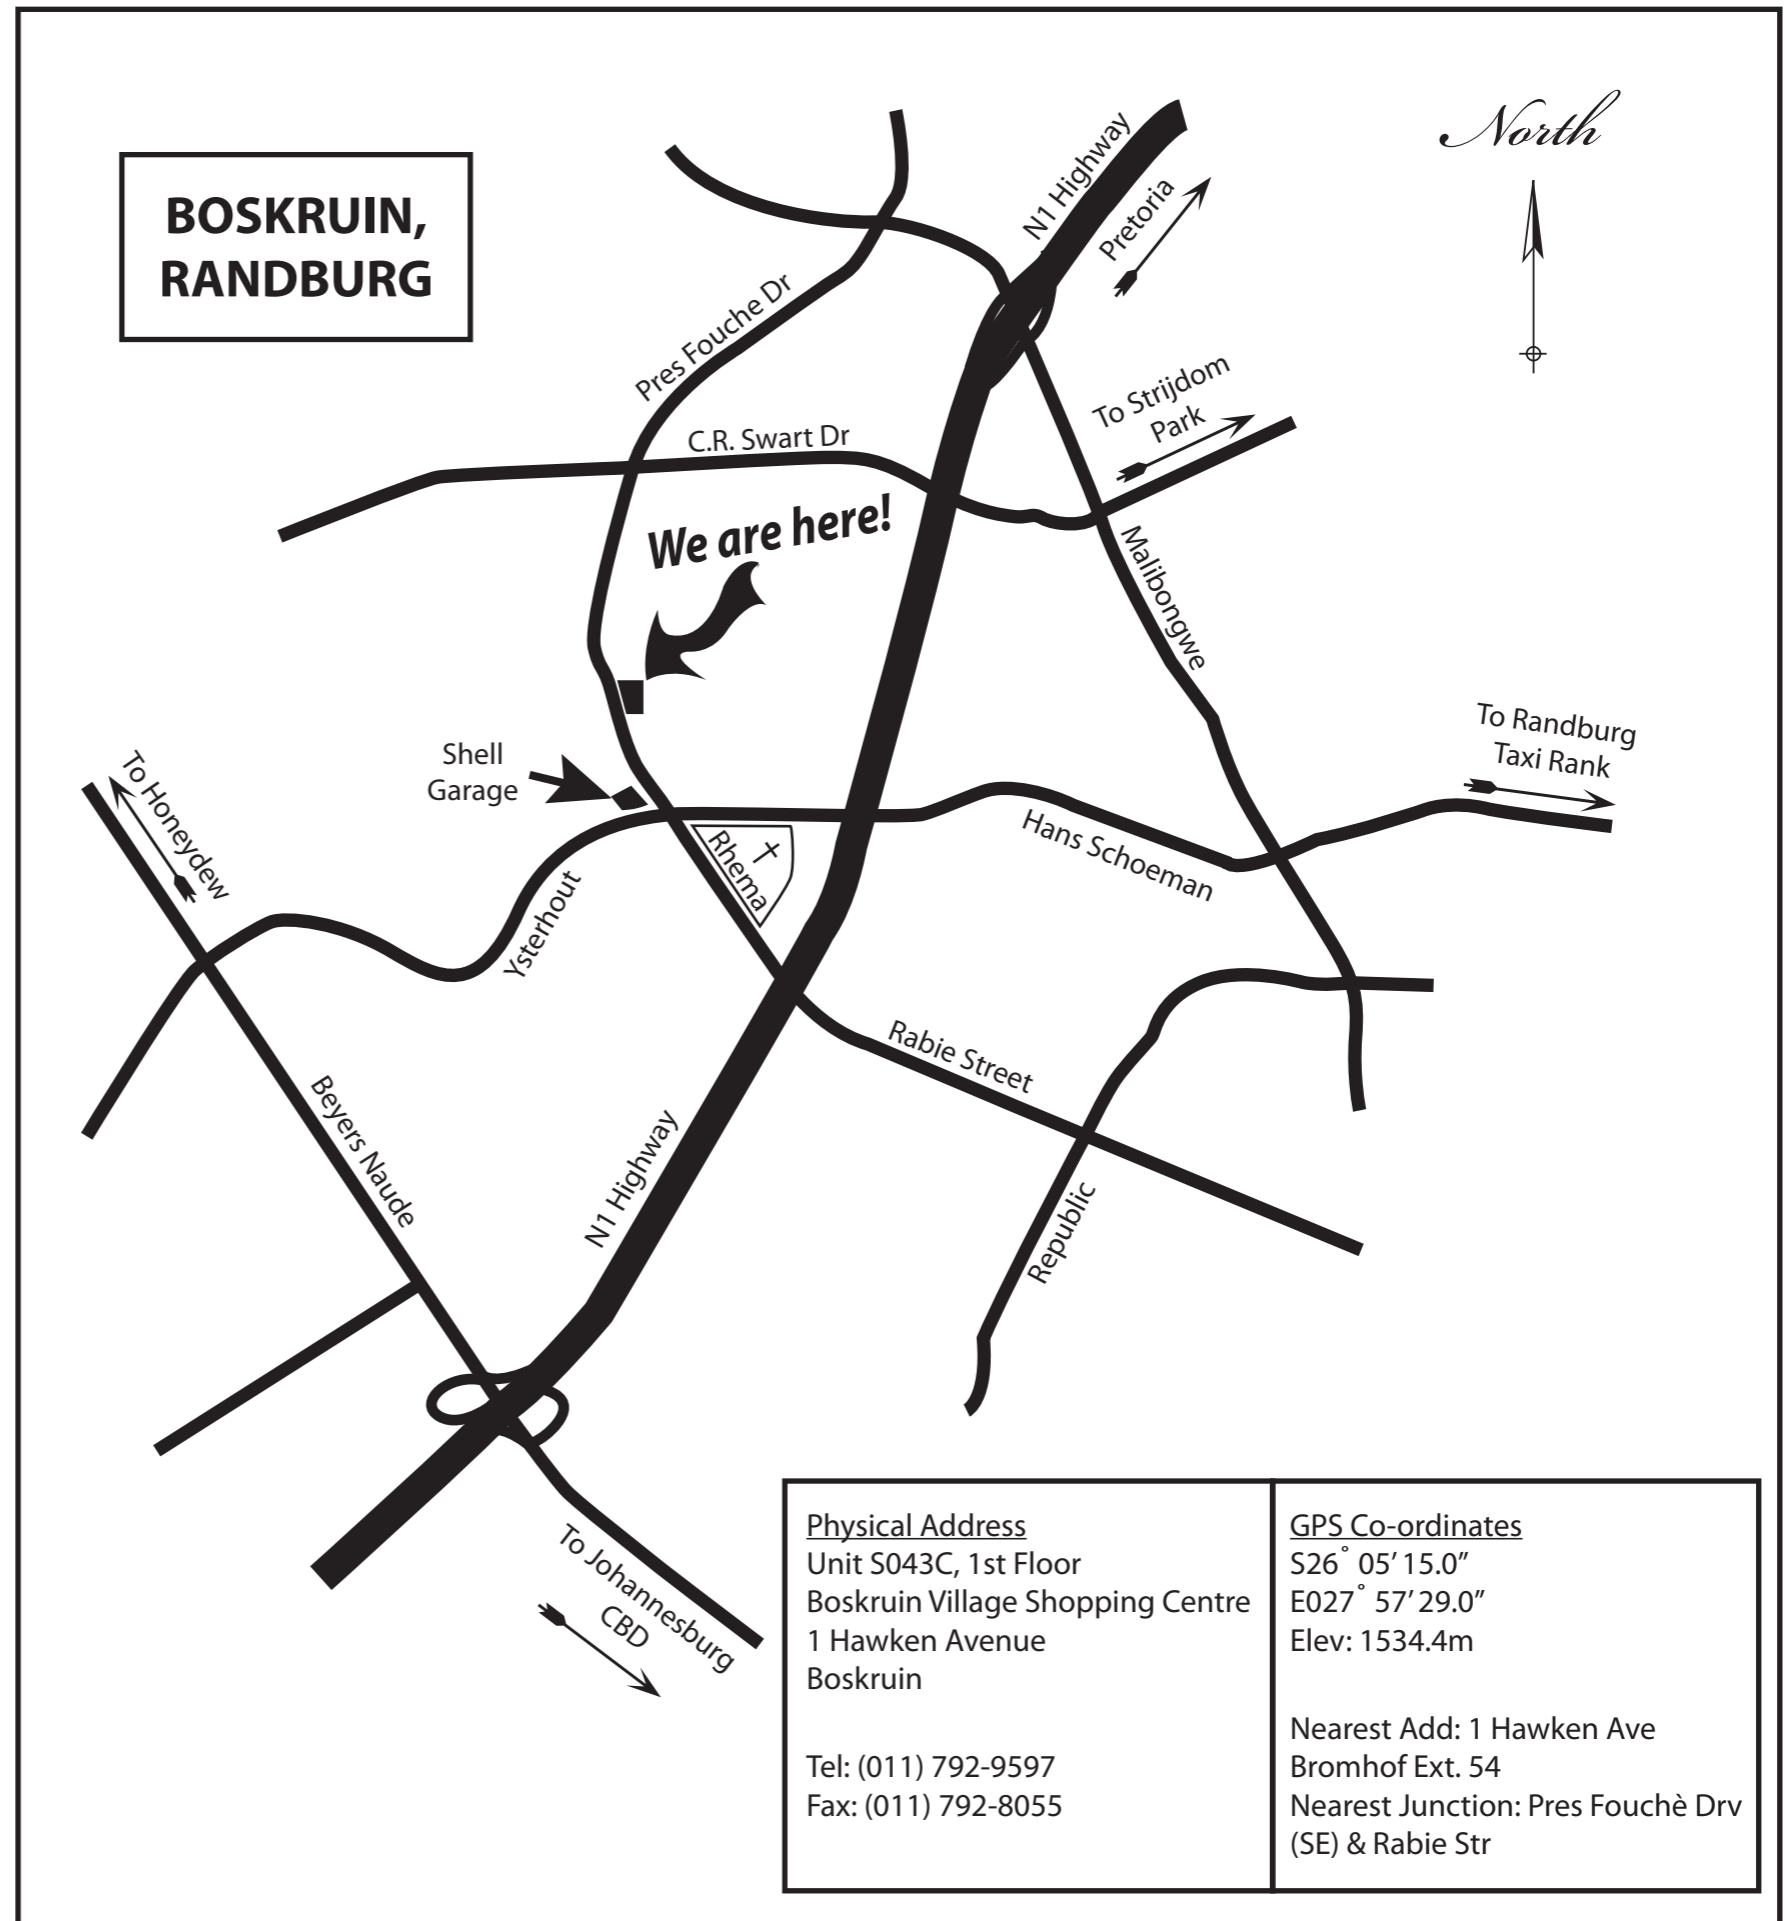 North
BOSKRUIN,
RANDBURG
N1 Highway
Pretoria
Pres Fouche Dr
To Strijdom
Park
C.R. Swart Dr
We are here!
Malibongwe
To Randburg
Taxi Rank
Shell
Garage
To Honeydew
Hans Schoeman
Rhema
Ysterhout
Rabie Street
Beyers Naude
N1 Highway
Republic
To Johannesburg
CBD
Physical Address
Unit S043C, 1st Floor
Boskruin Village Shopping Centre
1 Hawken Avenue
Boskruin
Tel: (011) 792-9597
Fax: (011) 792-8055
GPS Co-ordinates
S26˚ 05’ 15.0”
E027˚ 57’ 29.0”
Elev: 1534.4m
Nearest Add: 1 Hawken Ave
Bromhof Ext. 54
Nearest Junction: Pres Fouchè Drv
(SE) & Rabie Str